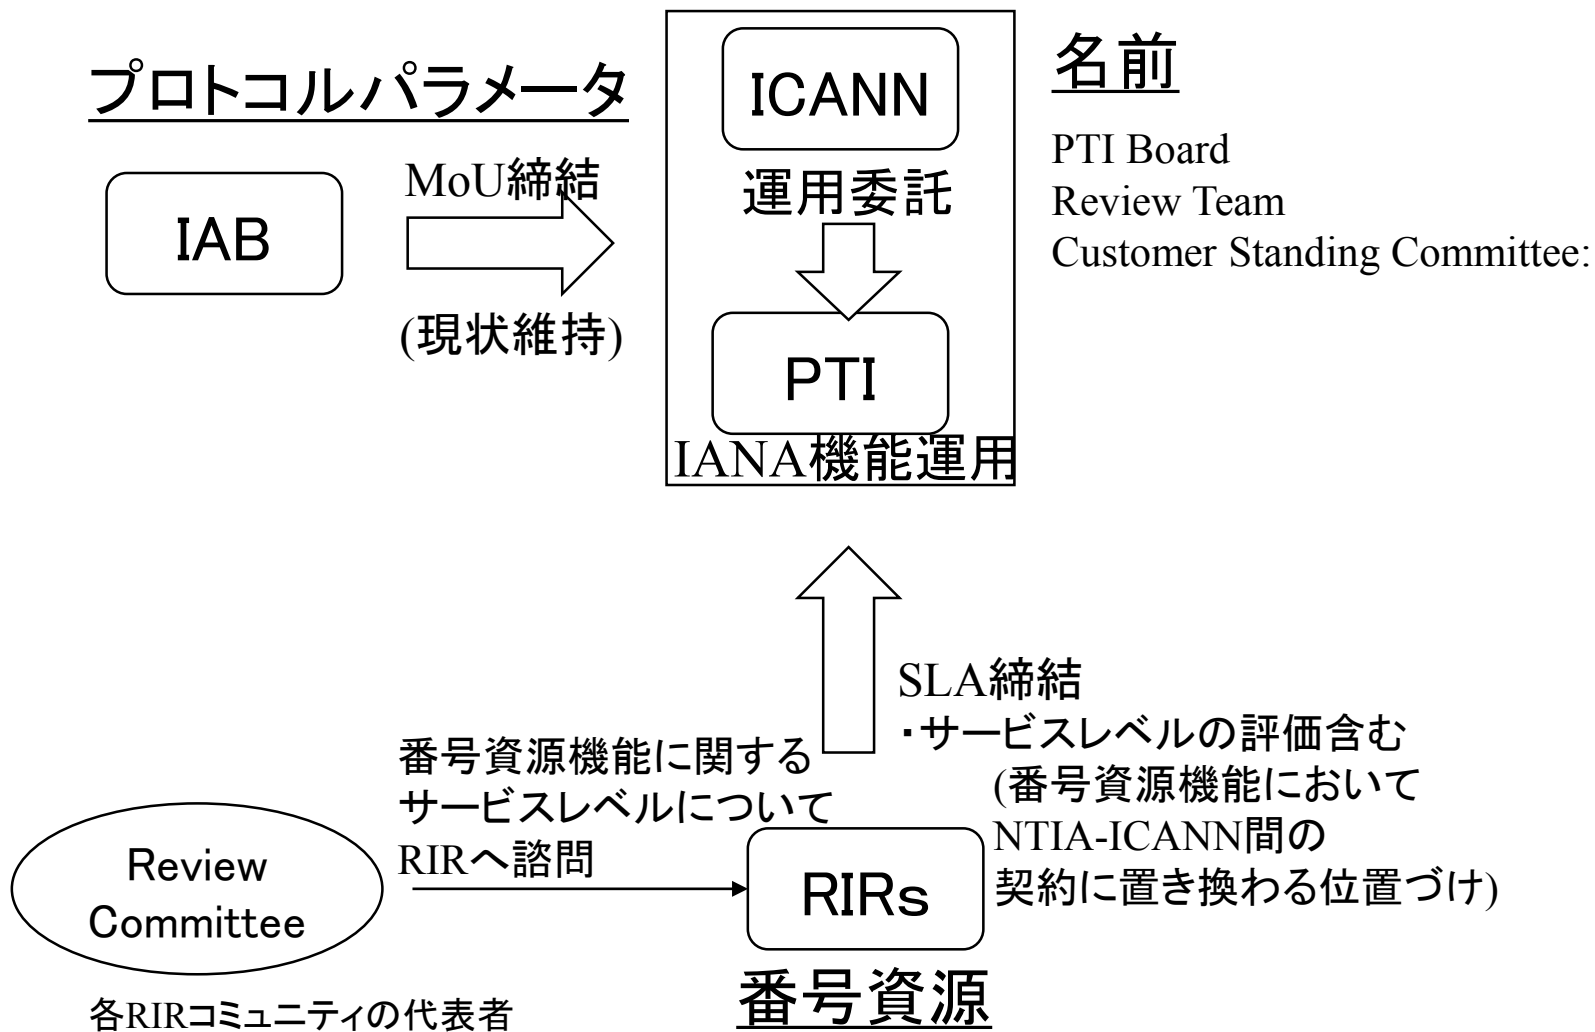 プロトコルパラメータ
IAB
MoU締結
(現状維持)
ICANN
運用委託
PTI
IANA機能運用
名前
PTI Board
Review Team
Customer Standing Committee:
SLA締結
・サービスレベルの評価含む
(番号資源機能において
NTIA-ICANN間の
契約に置き換わる位置づけ)
番号資源機能に関する
サービスレベルについて
RIRへ諮問
Review
Committee
各RIRコミュニティの代表者
RIRs
番号資源